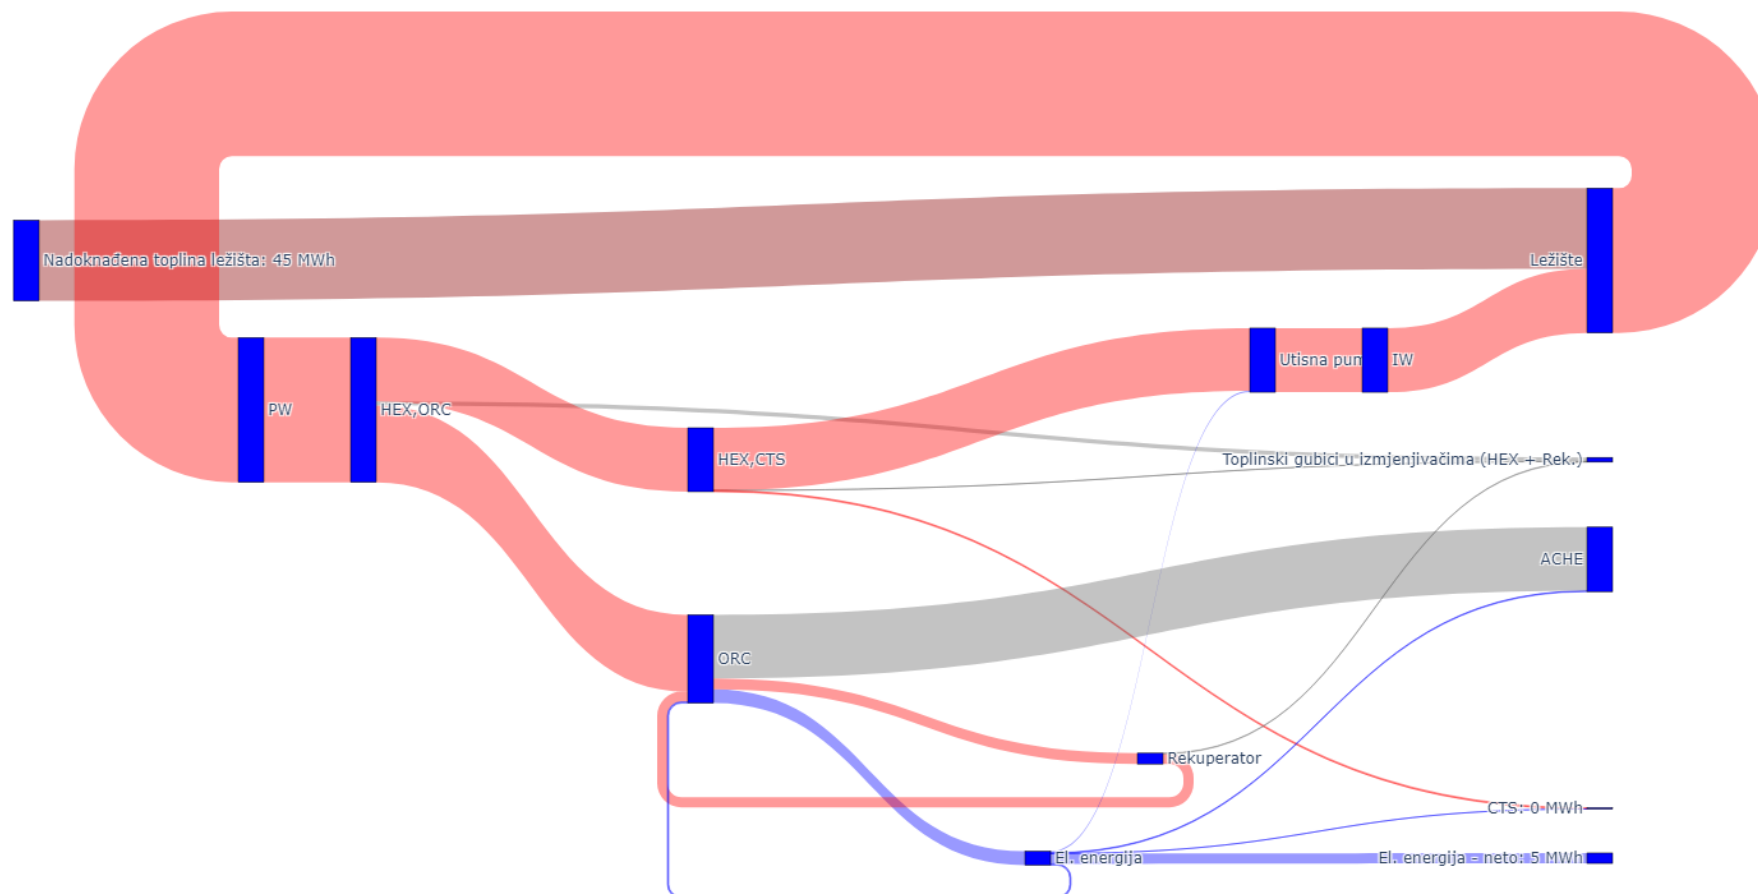 Nadoknađena toplina ležišta: 45 MWh
Ležište
PW
HEX,ORC
Utisna pum
IW
HEX,CTS
Toplinski gubici u izmjenjivačima (HEX + Rek.)
ACHE
ORC
Rekuperator
CTS: 0 MWh
El. energija
El. energija - neto: 5 MWh